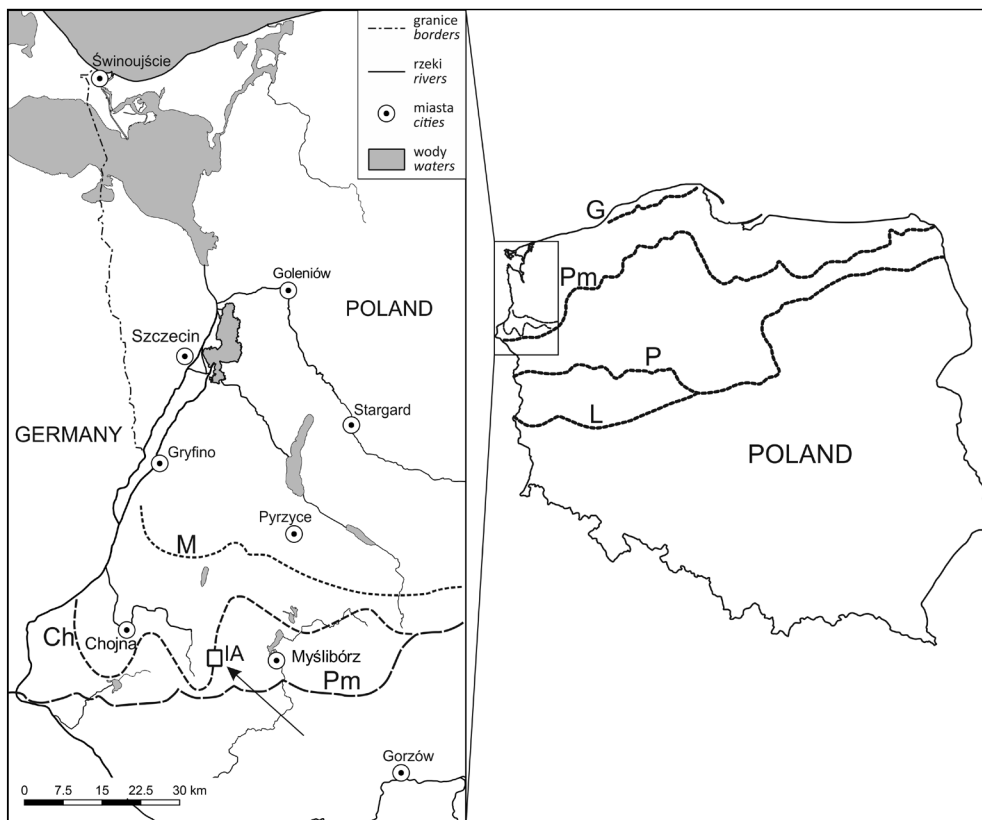 granice
borders
rzeki
rivers
miasta
cities
wody
waters
Świnoujście
Goleniów
POLAND
Szczecin
Stargard
GERMANY
Gryfino
Pyrzyce
M
Ch
Chojna
IA
Myślibórz
Pm
Gorzów
0 7.5 15 22.5 30 km
G
Pm
P
L
POLAND